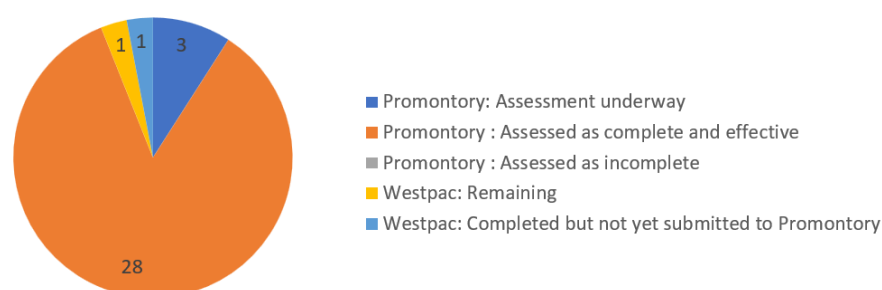 1
1
3
28
Promontory: Assessment underway
Promontory : Assessed as complete and effective
Promontory : Assessed as incomplete
Westpac: Remaining
Westpac: Completed but not yet submitted to Promontory